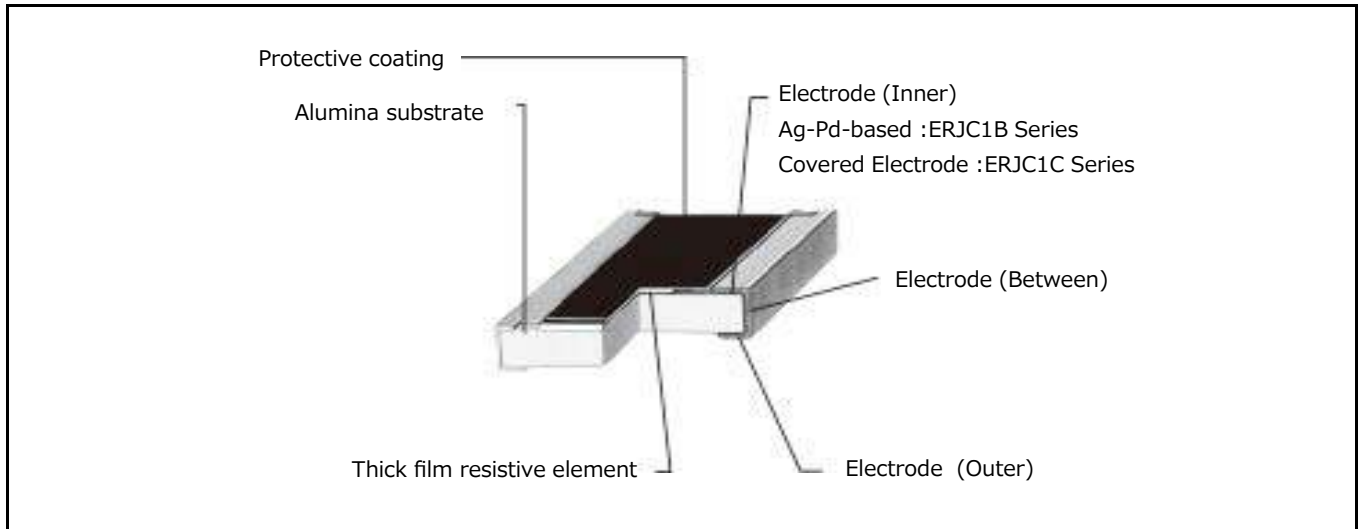 Protective coating
Alumina substrate
Electrode (Inner)
Ag-Pd-based :ERJC1B Series
Covered Electrode :ERJC1C Series
Electrode (Between)
Thick film resistive element
Electrode  (Outer)